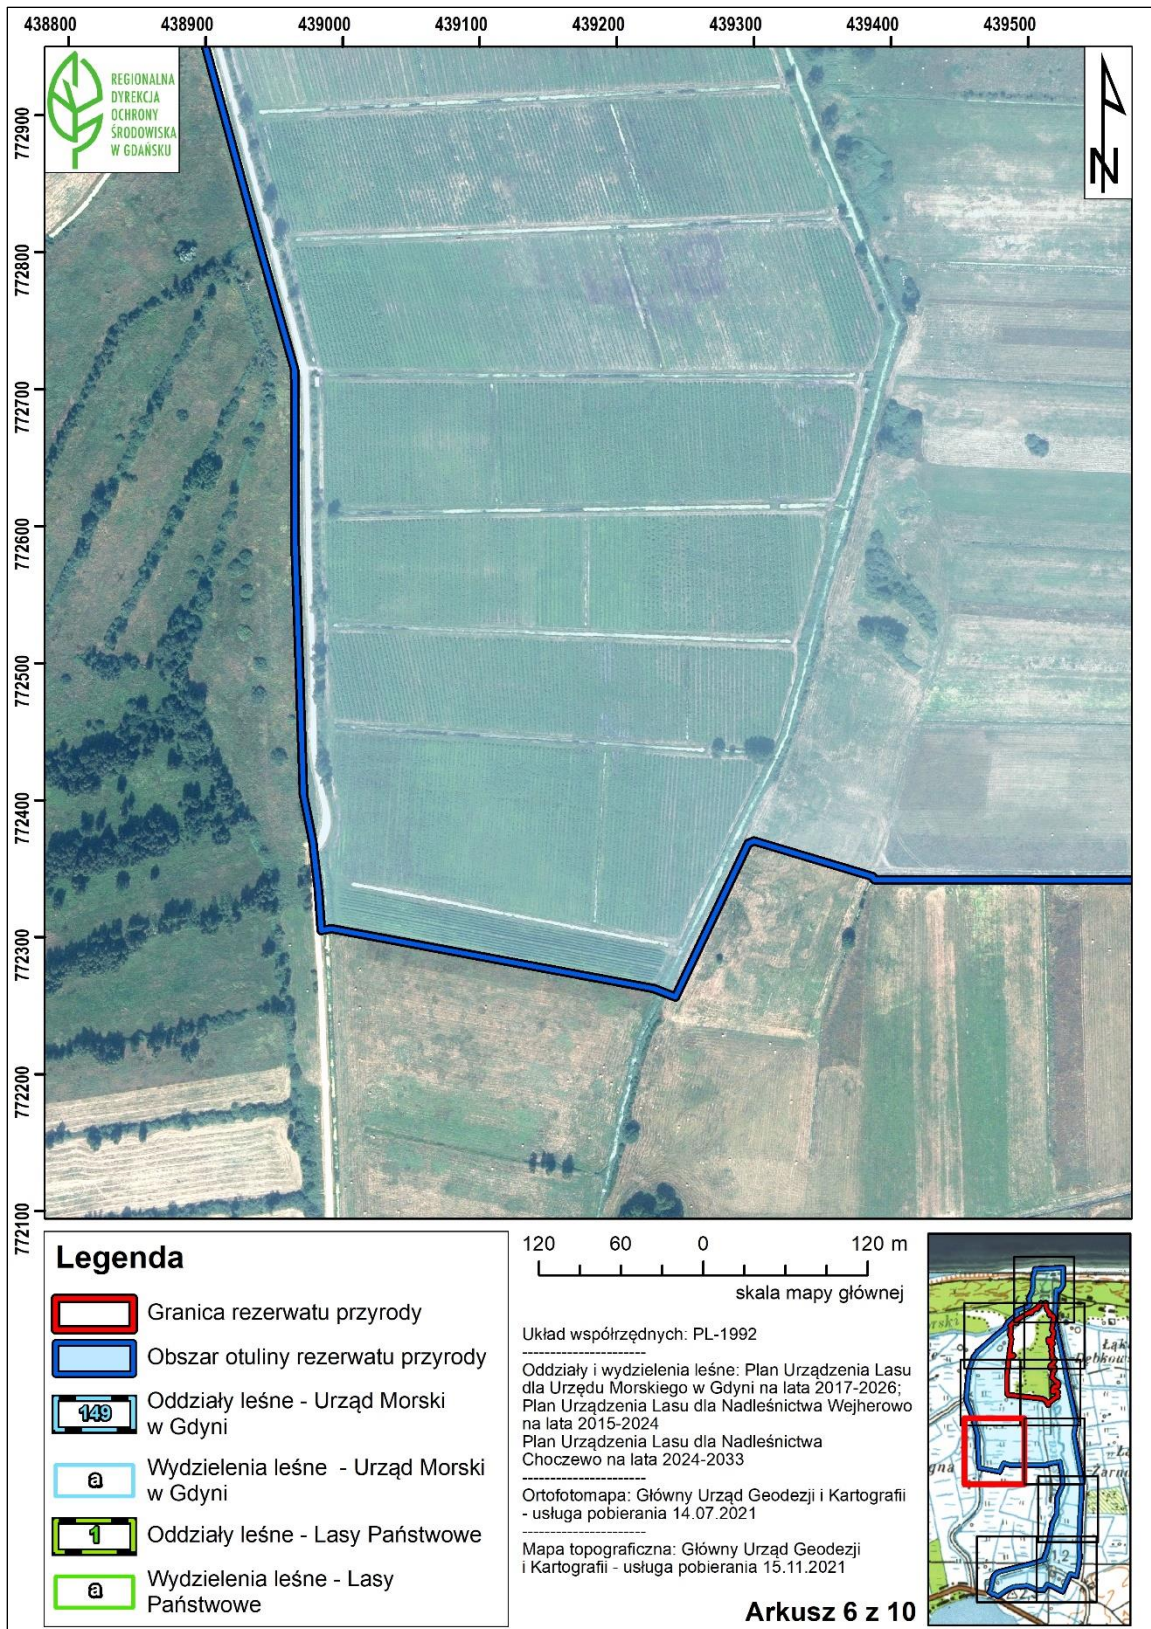 438800 438900 439000 439100 439200 439300 439400 439500
REGIONALNA
DYREKCJA
OCHRONY
ŚRODOWISKA
W GDAŃSKU
N
772900
772800
772700
772600
772500
772400
772300
772200
772100
Legenda
Granica rezerwatu przyrody
Obszar otuliny rezerwatu przyrody
149
Oddziały leśne - Urząd Morski
w Gdyni
a
Wydzielenia leśne - Urząd Morski
w Gdyni
1
Oddziały leśne - Lasy Państwowe
a
Wydzielenia leśne - Lasy
Państwowe
120 60 0 120 m
skala mapy głównej
Układ współrzędnych: PL-1992
----------------------
Oddziały i wydzielenia leśne: Plan Urządzenia Lasu
dla Urzędu Morskiego w Gdyni na lata 2017-2026;
Plan Urządzenia Lasu dla Nadleśnictwa Wejherowo
na lata 2015-2024
Plan Urządzenia Lasu dla Nadleśnictwa
Choczewo na lata 2024-2033
----------------------
Ortofotomapa: Główny Urząd Geodezji i Kartografii
- usługa pobierania 14.07.2021
----------------------
Mapa topograficzna: Główny Urząd Geodezji
i Kartografii - usługa pobierania 15.11.2021
Arkusz 6 z 10